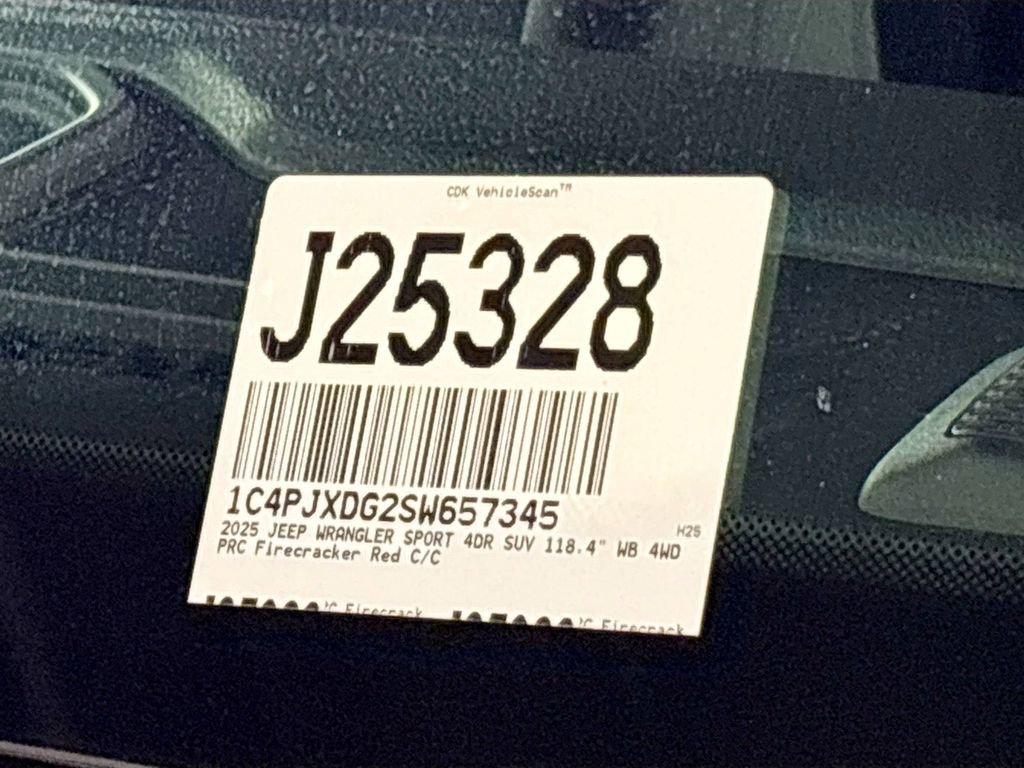 CDK VehicleScan™
J25328
1C4PJXDG2SW657345
H25
2025 JEEP WRANGLER SPORT 4DR SUV 118.4" WB 4WD
PRC Firecracker Red C/C